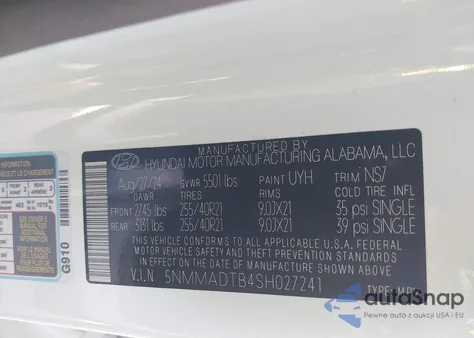 MANUFACTURED BY
HYUNDAI MOTOR MANUFACTURING ALABAMA, LLC
Aug/27/24 GVWR 5501 lbs PAINT UYH TRIM NS7
GAWR TIRES RIMS COLD TIRE INFL
FRONT 2745 lbs 255/40R21 9.0JX21 35 psi SINGLE
REAR 3131 lbs 255/40R21 9.0JX21 39 psi SINGLE
THIS VEHICLE CONFORMS TO ALL APPLICABLE U.S.A. FEDERAL
MOTOR VEHICLE SAFETY, BUMPER, AND THEFT PREVENTION
STANDARDS IN EFFECT ON THE DATE OF MANUFACTURE SHOWN ABOVE.
V.I.N 5NMMADTB4SH027241 TYPE: MPV
G910
INFORMATION
autoSnap
Pewne auta z aukcji USA i EU